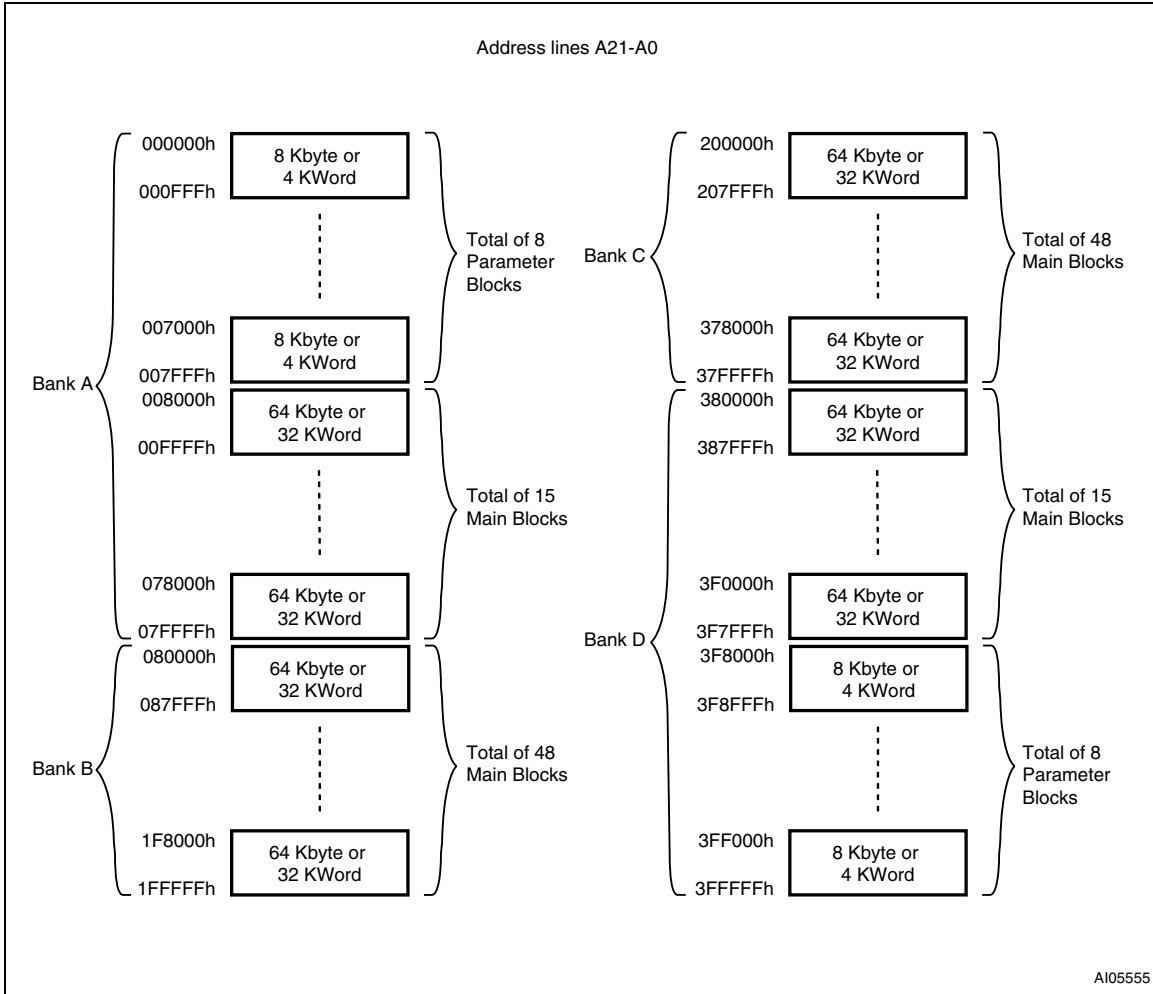 Address lines A21-A0
Bank A
000000h
8 Kbyte or
4 KWord
000FFFh
Total of 8
Parameter
Blocks
007000h
8 Kbyte or
4 KWord
007FFFh
008000h
64 Kbyte or
32 KWord
00FFFFh
Total of 15
Main Blocks
078000h
64 Kbyte or
32 KWord
07FFFFh
Bank B
080000h
64 Kbyte or
32 KWord
087FFFh
Total of 48
Main Blocks
1F8000h
64 Kbyte or
32 KWord
1FFFFFh
Bank C
200000h
64 Kbyte or
32 KWord
207FFFh
Total of 48
Main Blocks
378000h
64 Kbyte or
32 KWord
37FFFFh
Bank D
380000h
64 Kbyte or
32 KWord
387FFFh
Total of 15
Main Blocks
3F0000h
64 Kbyte or
32 KWord
3F7FFFh
3F8000h
8 Kbyte or
4 KWord
3F8FFFh
Total of 8
Parameter
Blocks
3FF000h
8 Kbyte or
4 KWord
3FFFFFh
AI05555